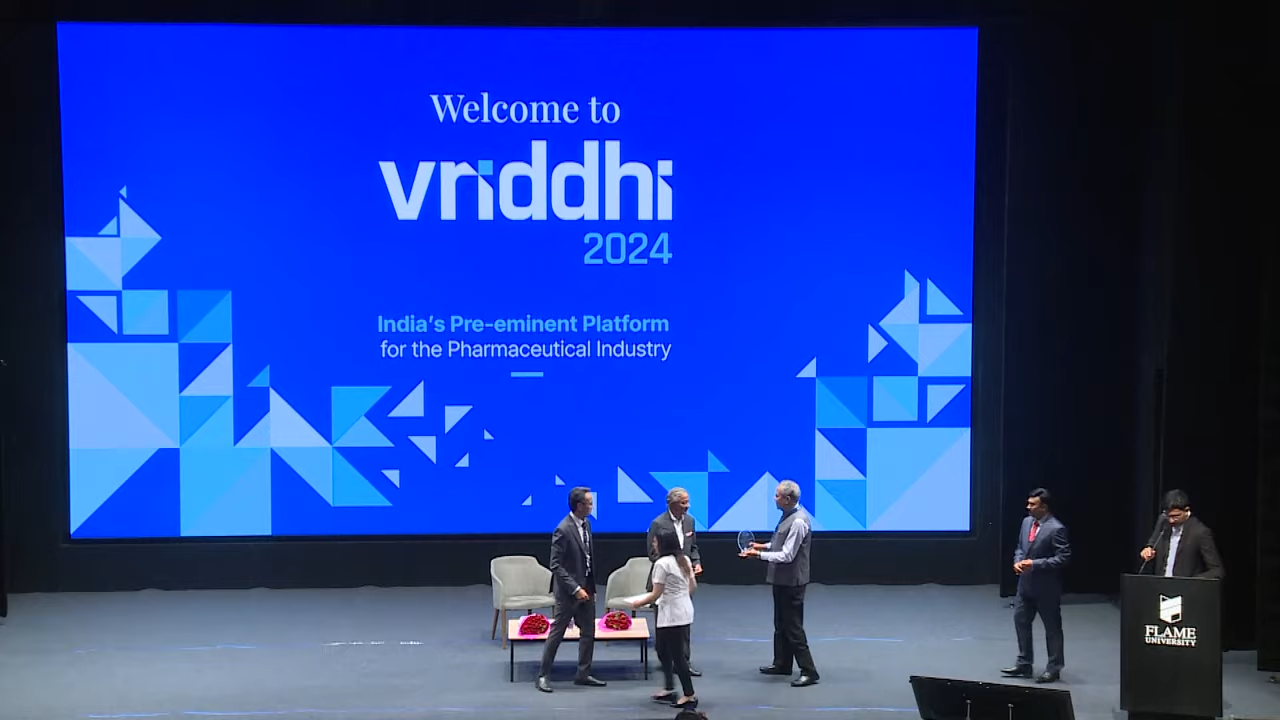 Welcome to
vriddhi
2024
India's Pre-eminent Platform
for the Pharmaceutical Industry
FLAME
UNIVERSITY